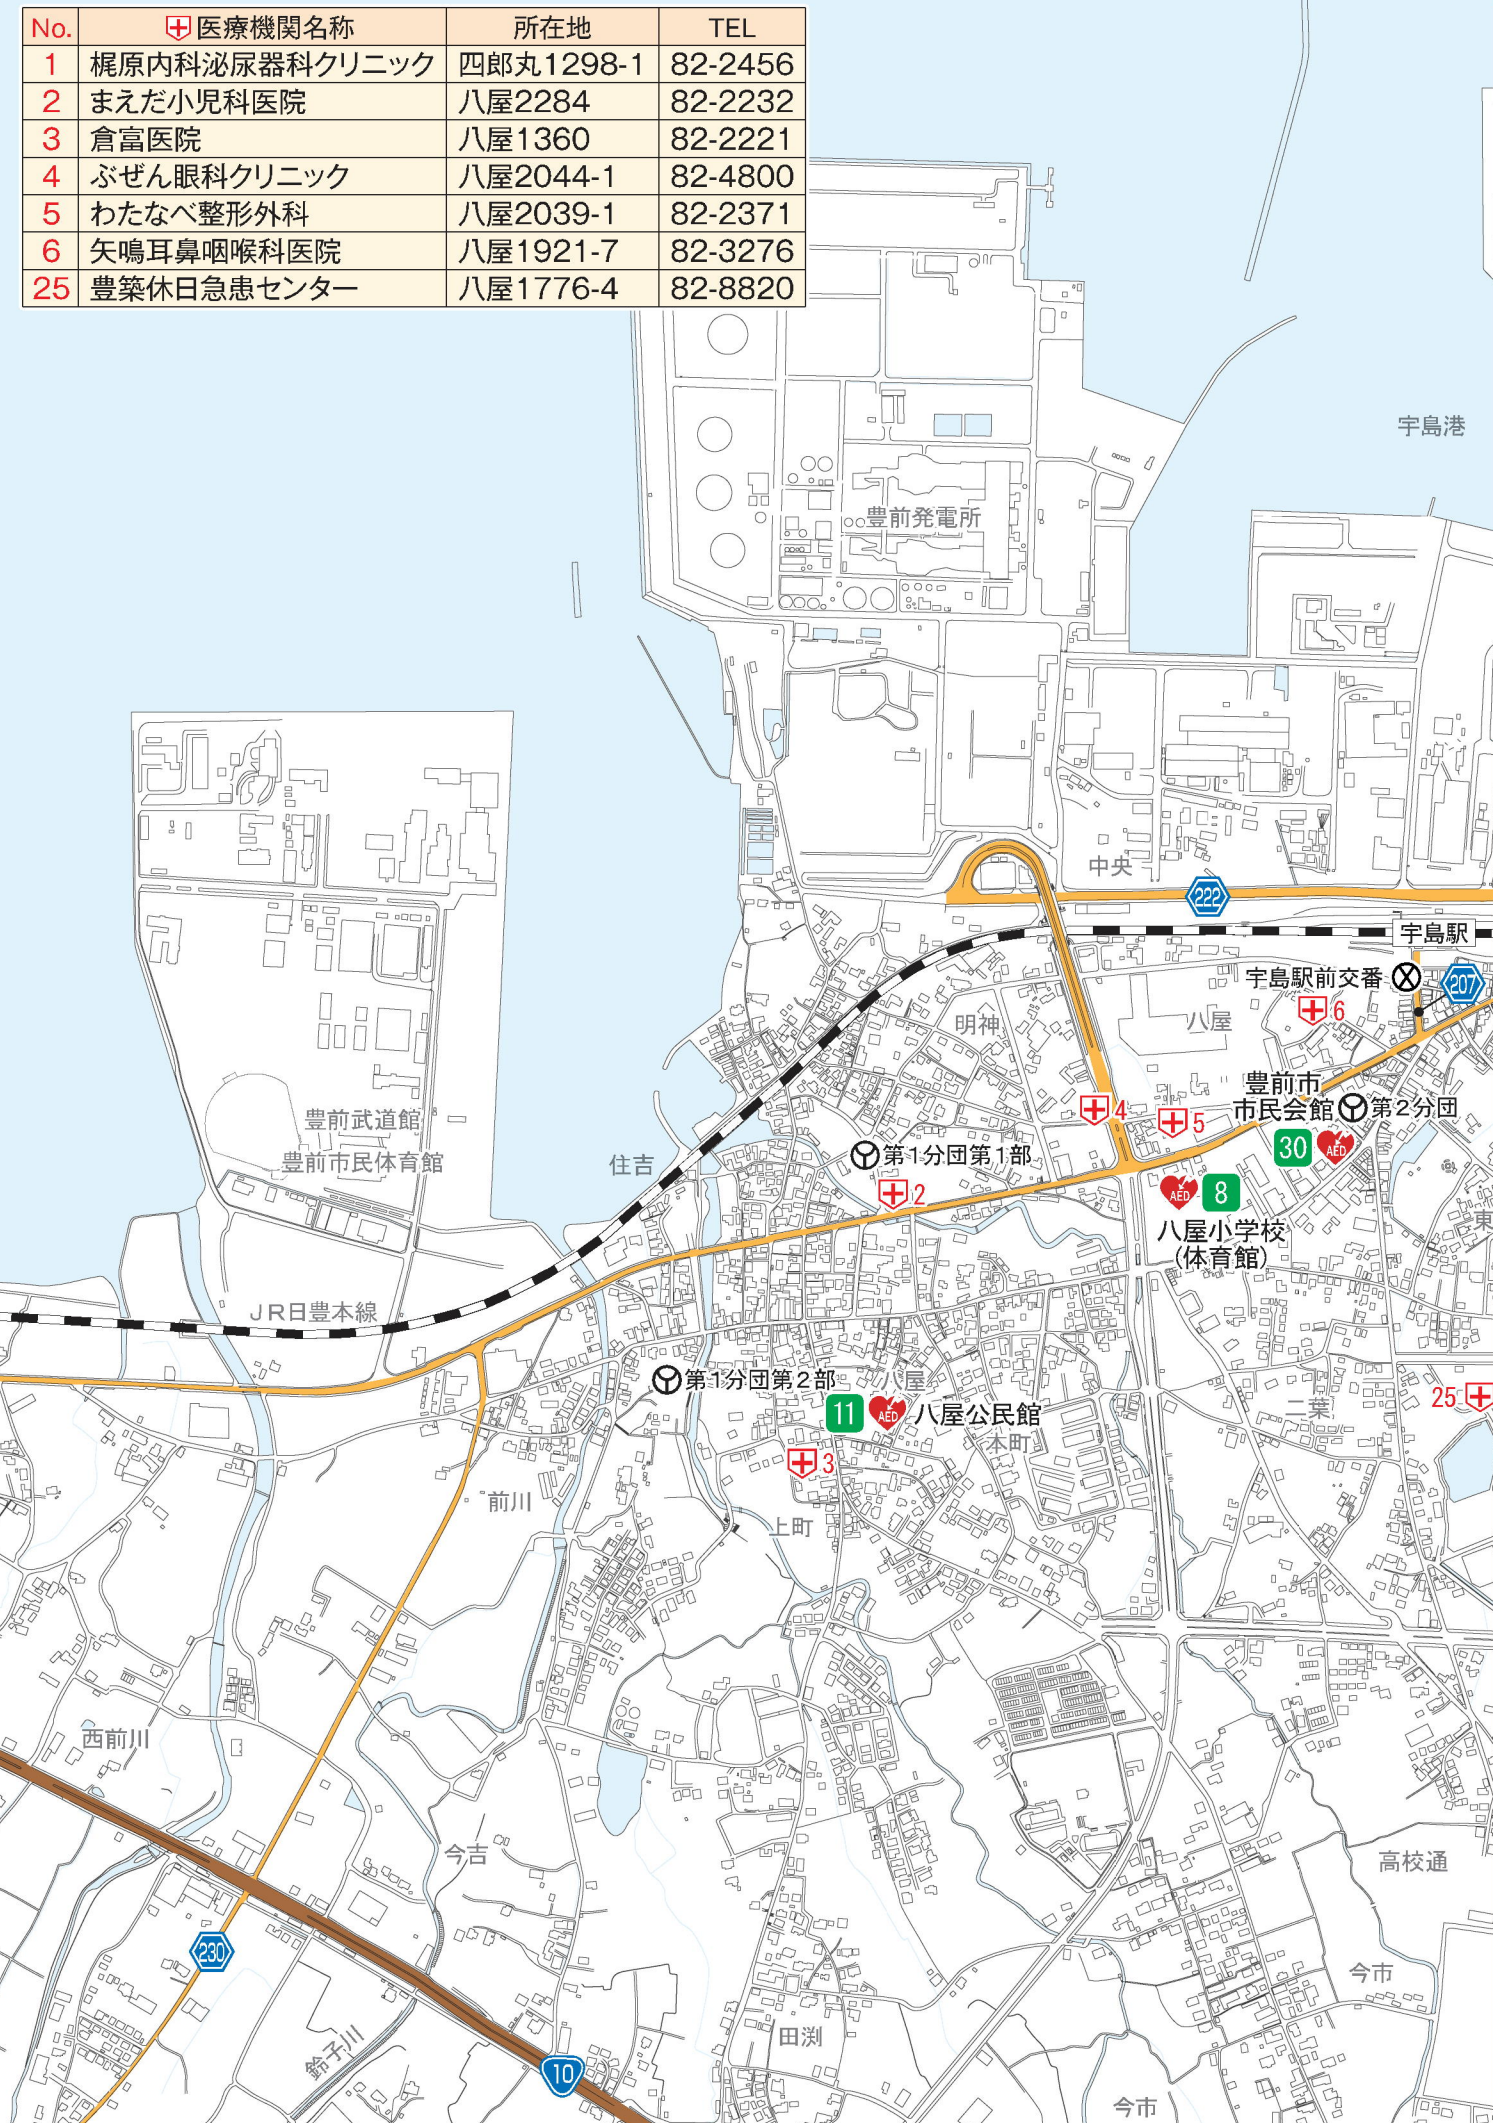 No. 医療機関名称 所在地 TEL
1 梶原内科泌尿器科クリニック 四郎丸1298-1 82-2456
2 まえだ小児科医院 八屋2284 82-2232
3 倉富医院 八屋1360 82-2221
4 ぶぜん眼科クリニック 八屋2044-1 82-4800
5 わたなべ整形外科 八屋2039-1 82-2371
6 矢鳴耳鼻咽喉科医院 八屋1921-7 82-3276
25 豊築休日急患センター 八屋1776-4 82-8820
宇島港
豊前発電所
中央
222
宇島駅
宇島駅前交番
207
6
明神
八屋
豊前市
市民会館
第2分団
4
5
30
AED
豊前武道館
豊前市民体育館
住吉
第1分団第1部
2
AED
8
八屋小学校
(体育館)
東
JR日豊本線
第1分団第2部
八屋
11
AED
八屋公民館
本町
二葉
25
3
前川
上町
西前川
今吉
高校通
230
今市
鈴子川
田渕
10
今市